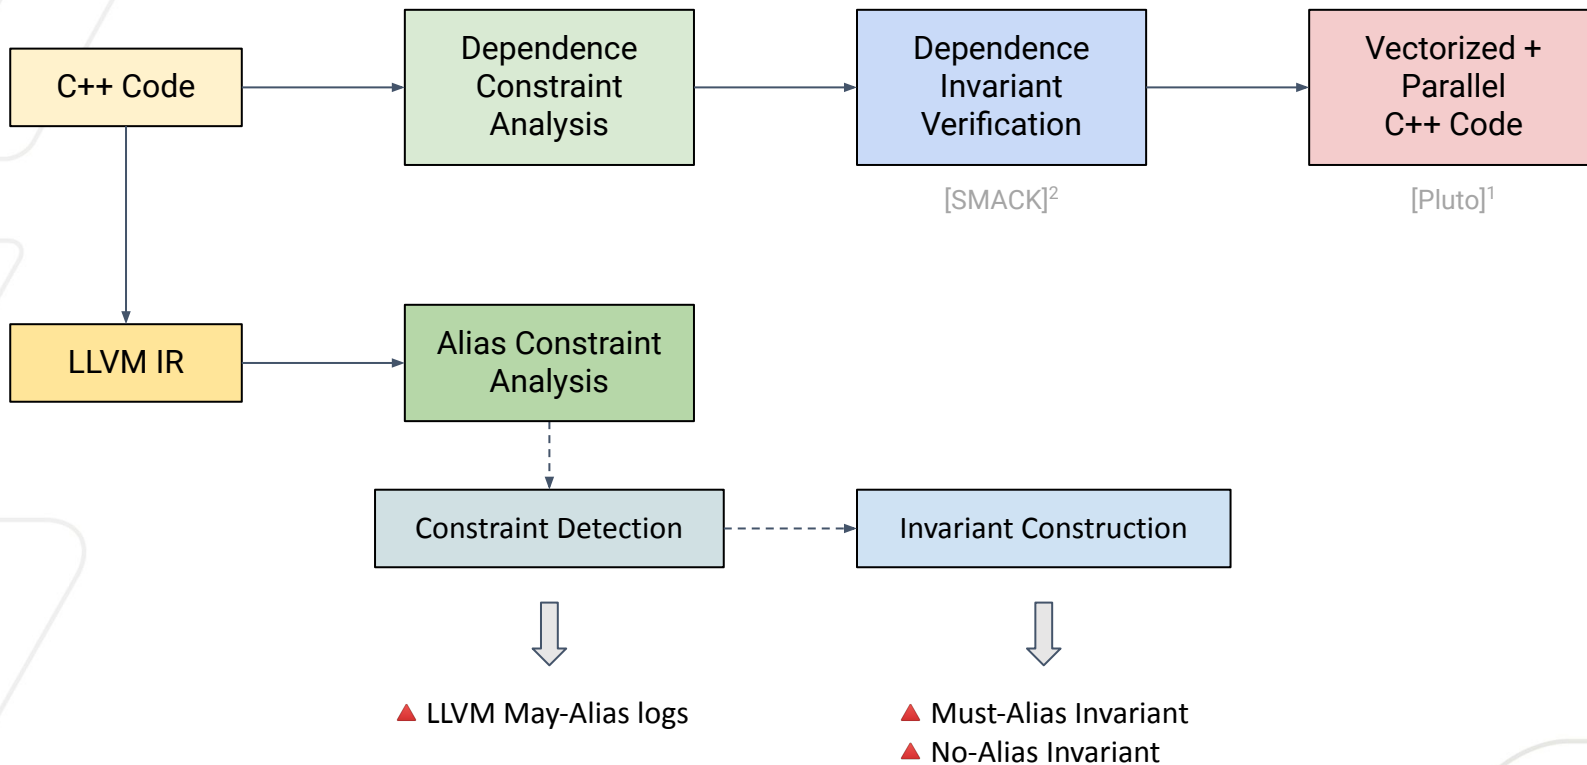 C++ Code
Dependence
Constraint
Analysis
Dependence
Invariant
Verification
Vectorized +
Parallel
C++ Code
[SMACK]²
[Pluto]¹
LLVM IR
Alias Constraint
Analysis
Constraint Detection
Invariant Construction
LLVM May-Alias logs
Must-Alias Invariant
No-Alias Invariant